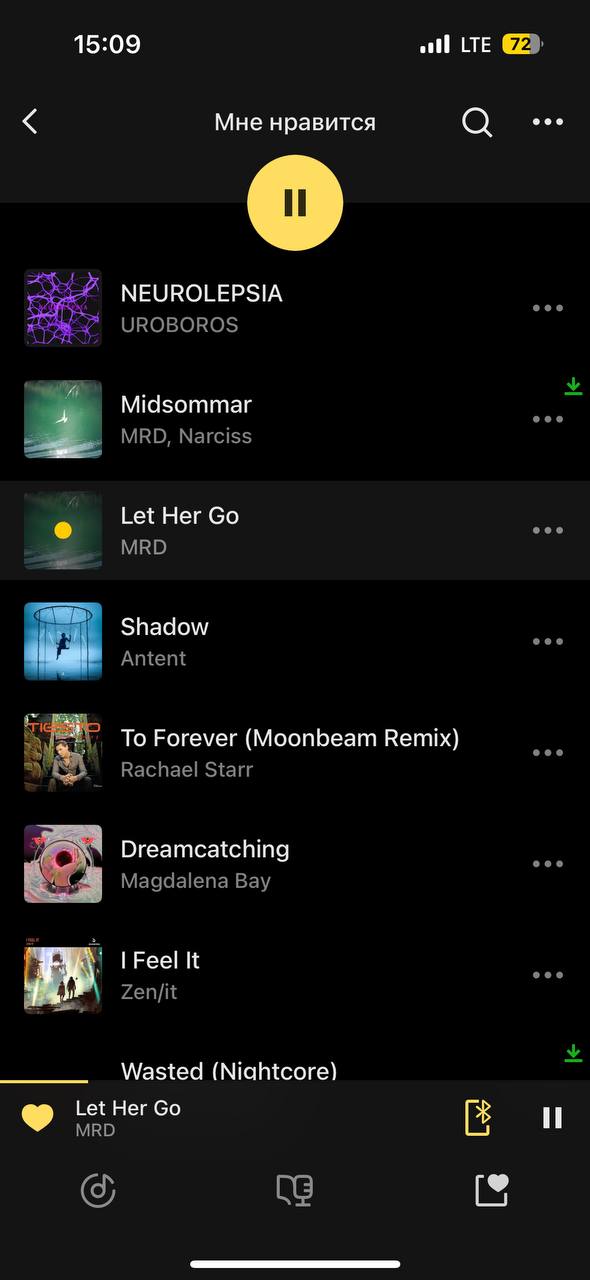 15:09
LTE
72
Мне нравится
NEUROLEPSIA
UROBOROS
Midsommar
MRD, Narciss
Let Her Go
MRD
Shadow
Antent
TIËSTO
To Forever (Moonbeam Remix)
Rachael Starr
Dreamcatching
Magdalena Bay
I Feel It
Zen/it
Wasted (Nightcore)
Let Her Go
MRD